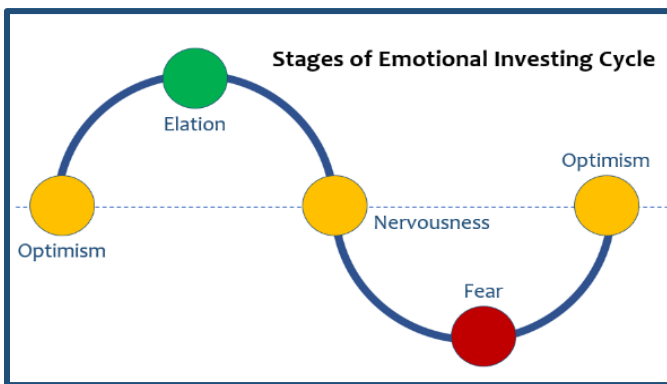 Stages of Emotional Investing Cycle
Elation
Optimism
Optimism
Nervousness
Fear